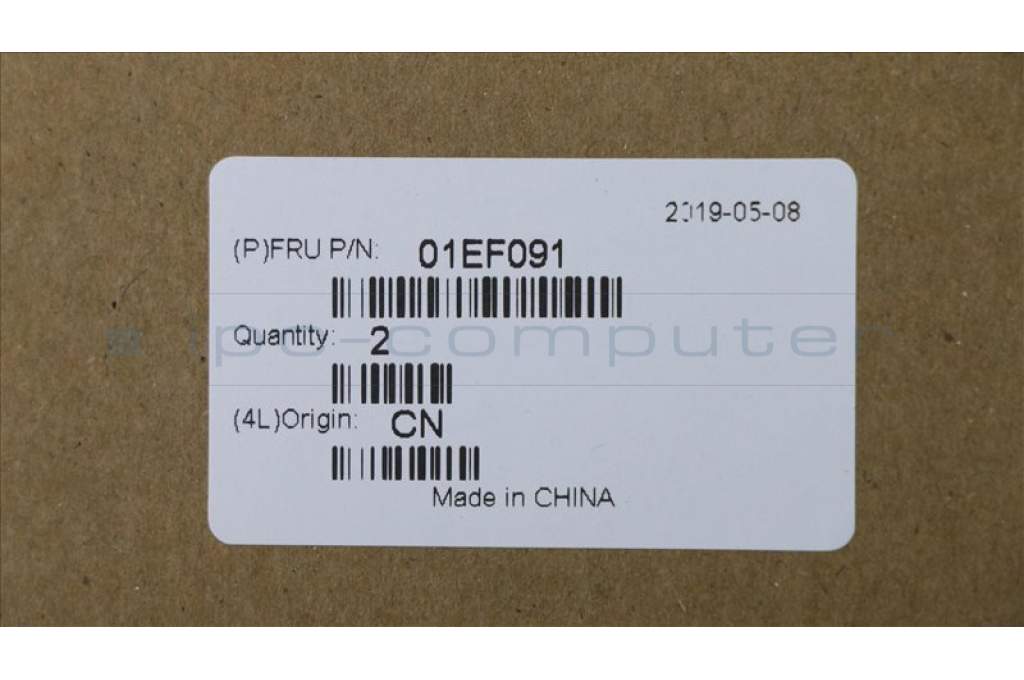 2019-05-08
(P)FRU P/N: 01EF091
Quantity: 2
ipc-computer
(4L)Origin: CN
Made in CHINA